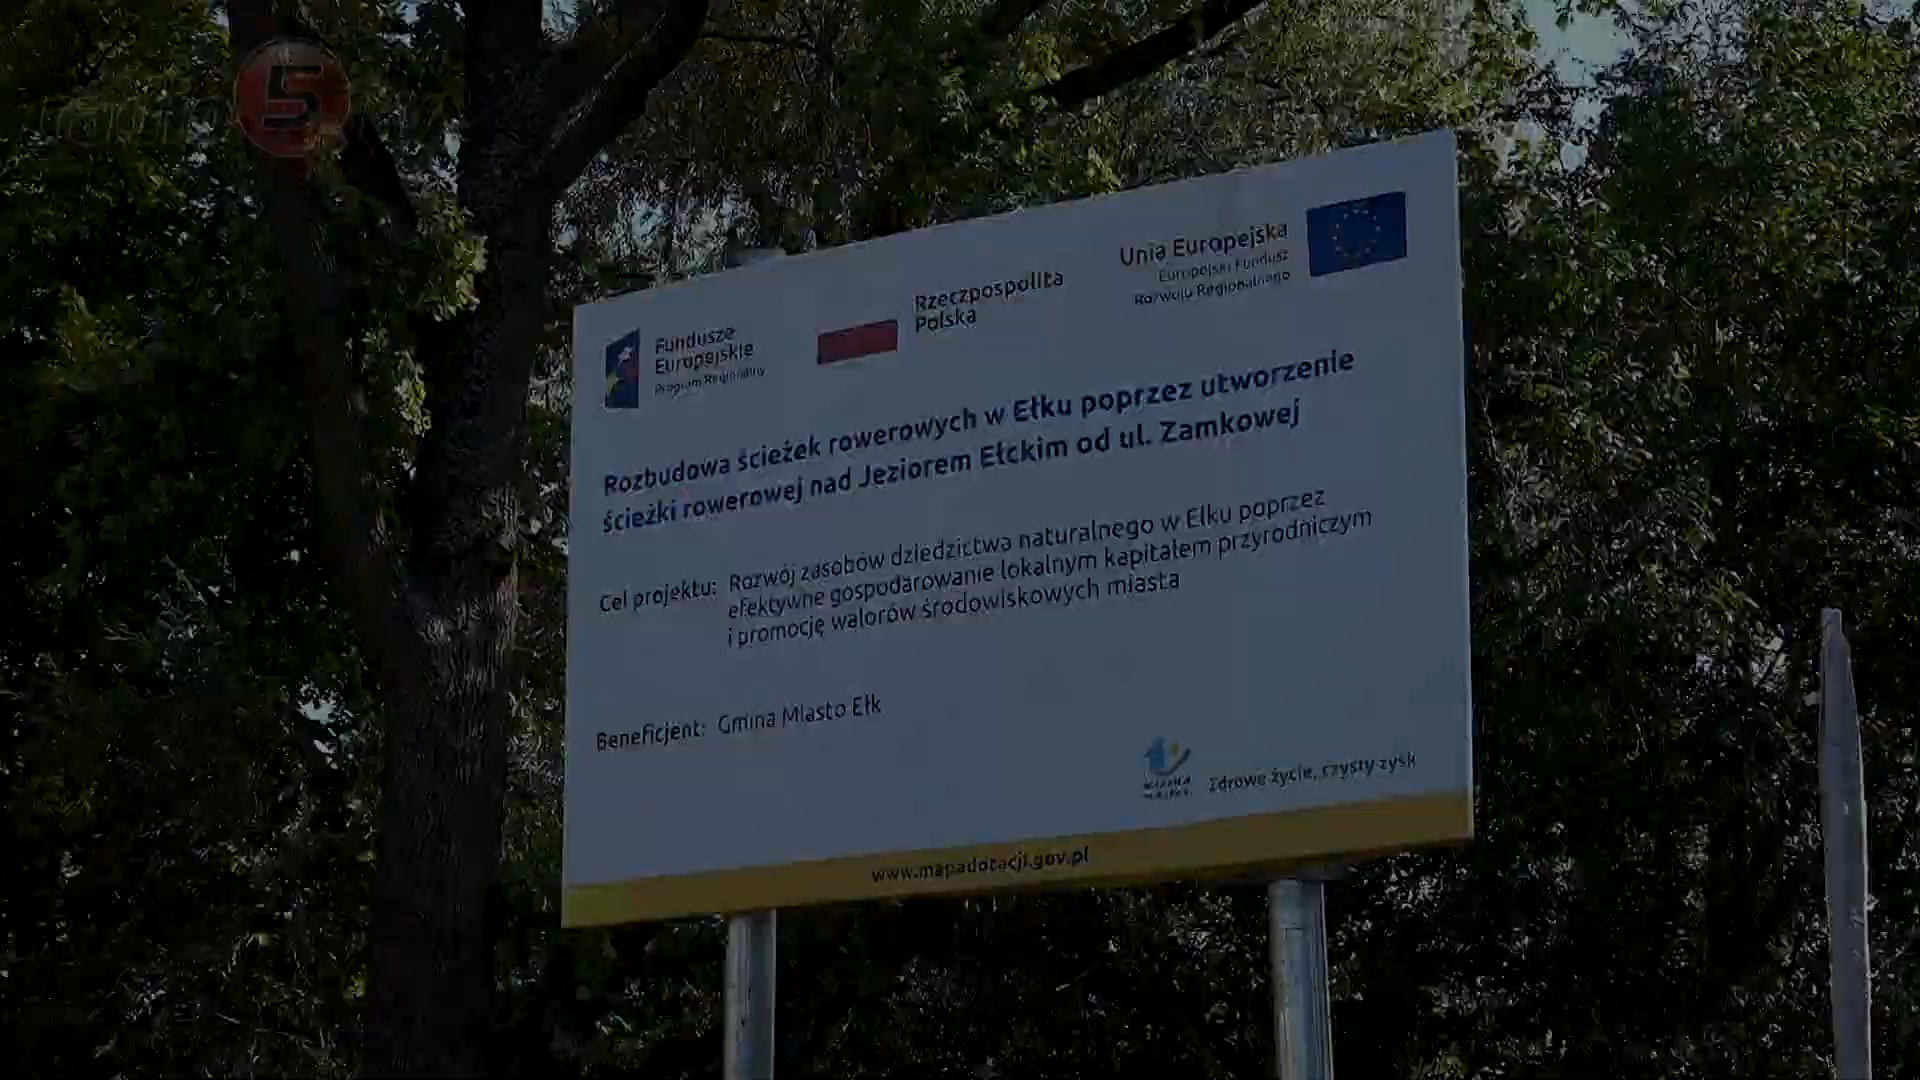 5
Fundusze
Europejskie
Program Regionalny
Rzeczpospolita
Polska
Unia Europejska
Europejski Fundusz
Rozwoju Regionalnego
Rozbudowa ścieżek rowerowych w Ełku poprzez utworzenie
ścieżki rowerowej nad Jeziorem Ełckim od ul. Zamkowej
Cel projektu: Rozwój zasobów dziedzictwa naturalnego w Ełku poprzez
efektywne gospodarowanie lokalnym kapitałem przyrodniczym
i promocję walorów środowiskowych miasta
Beneficjent: Gmina Miasto Ełk
Zdrowe życie, czysty zysk
www.mapadotacji.gov.pl